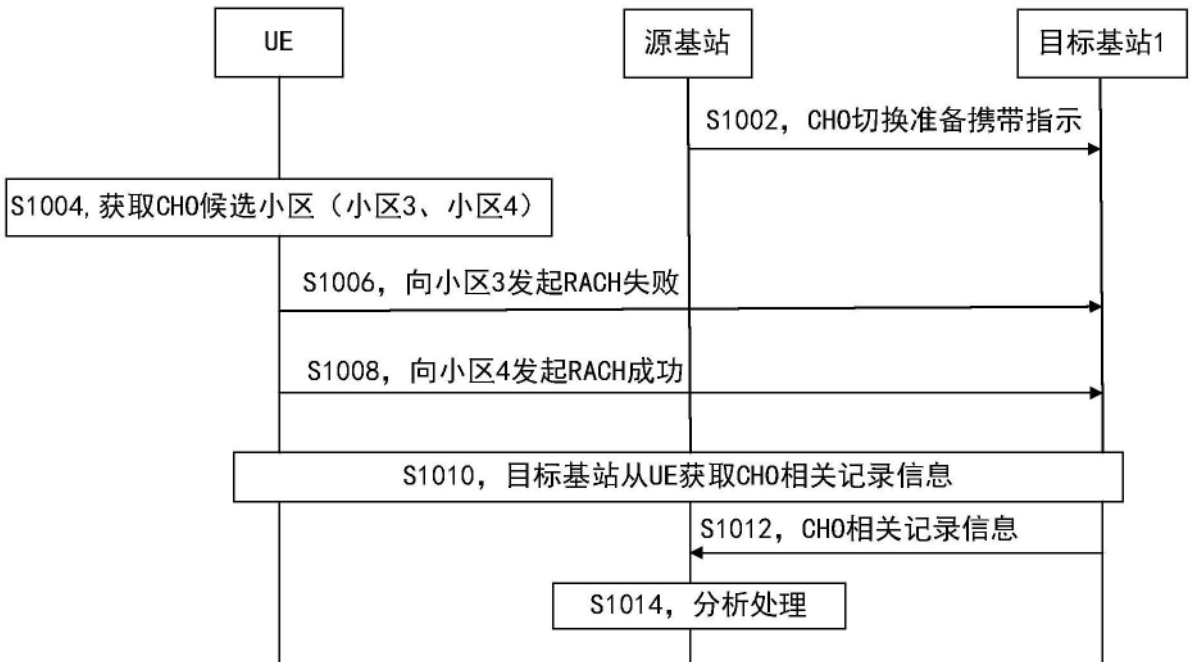 UE
源基站
目标基站1
S1002，CHO切换准备携带指示
S1004,获取CHO候选小区（小区3、小区4）
S1006，向小区3发起RACH失败
S1008，向小区4发起RACH成功
S1010，目标基站从UE获取CHO相关记录信息
S1012，CHO相关记录信息
S1014，分析处理